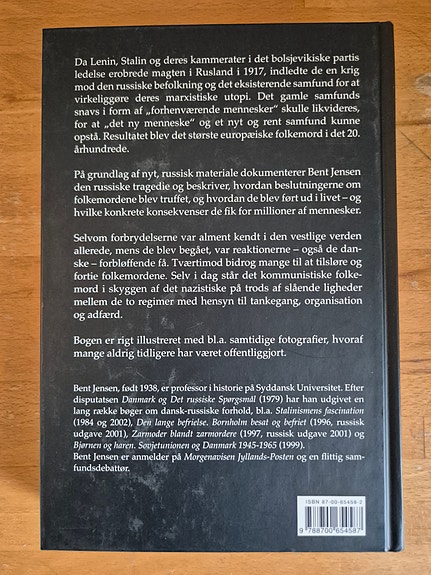 Da Lenin, Stalin og deres kammerater i det bolsjevikiske partis
ledelse erobrede magten i Rusland i 1917, indledte de en krig
mod den russiske befolkning og det eksisterende samfund for at
virkeliggøre deres marxistiske utopi. Det gamle samfunds
snavs i form af „forhenværende mennesker“ skulle likvideres,
for at „det ny menneske“ og et nyt og rent samfund kunne
opstå. Resultatet blev det største europæiske folkemord i det 20.
århundrede.
På grundlag af nyt, russisk materiale dokumenterer Bent Jensen
den russiske tragedie og beskriver, hvordan beslutningerne om
folkemordene blev truffet, og hvordan de blev ført ud i livet – og
hvilke konkrete konsekvenser de fik for millioner af mennesker.
Selvom forbrydelserne var alment kendt i den vestlige verden
allerede, mens de blev begået, var reaktionerne – også de dan-
ske – forbløffende få. Tværtimod bidrog mange til at tilsløre og
fortie folkemordene. Selv i dag står det kommunistiske folke-
mord i skyggen af det nazistiske på trods af slående ligheder
mellem de to regimer med hensyn til tankegang, organisation
og adfærd.
Bogen er rigt illustreret med bl.a. samtidige fotografier, hvoraf
mange aldrig tidligere har været offentliggjort.
Bent Jensen, født 1938, er professor i historie på Syddansk Universitet. Efter
disputatsen Danmark og Det russiske Spørgsmål (1979) har han udgivet en
lang række bøger om dansk-russiske forhold, bl.a. Stalinismens fascination
(1984 og 2002), Den lange befrielse. Bornholm besat og befriet (1996, russisk
udgave 2001), Zarmoder blandt zarmordere (1997, russisk udgave 2001) og
Bjørnen og haren. Sovjetunionen og Danmark 1945-1965 (1999).
Bent Jensen er anmelder på Morgenavisen Jyllands-Posten og en flittig sam-
fundsdebattør.
ISBN 87-00-65458-2
9 788700 654587